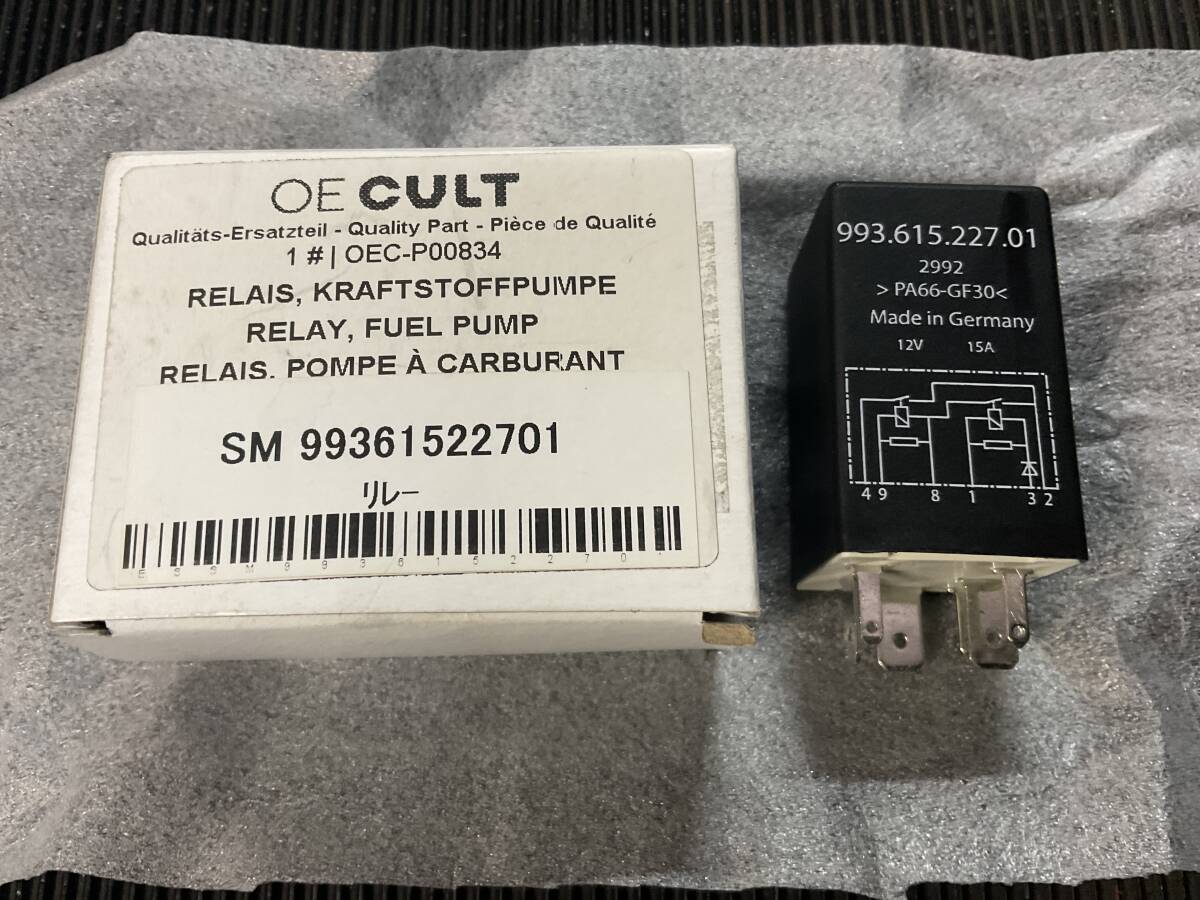 OE CULT
Qualitäts-Ersatzteil - Quality Part - Pièce de Qualité
1 # | OEC-P00834
RELAIS, KRAFTSTOFFPUMPE
RELAY, FUEL PUMP
RELAIS. POMPE À CARBURANT
SM 99361522701
リレー
993.615.227.01
2992
>PA66-GF30<
Made in Germany
12V 15A
4 9 8 1 3 2